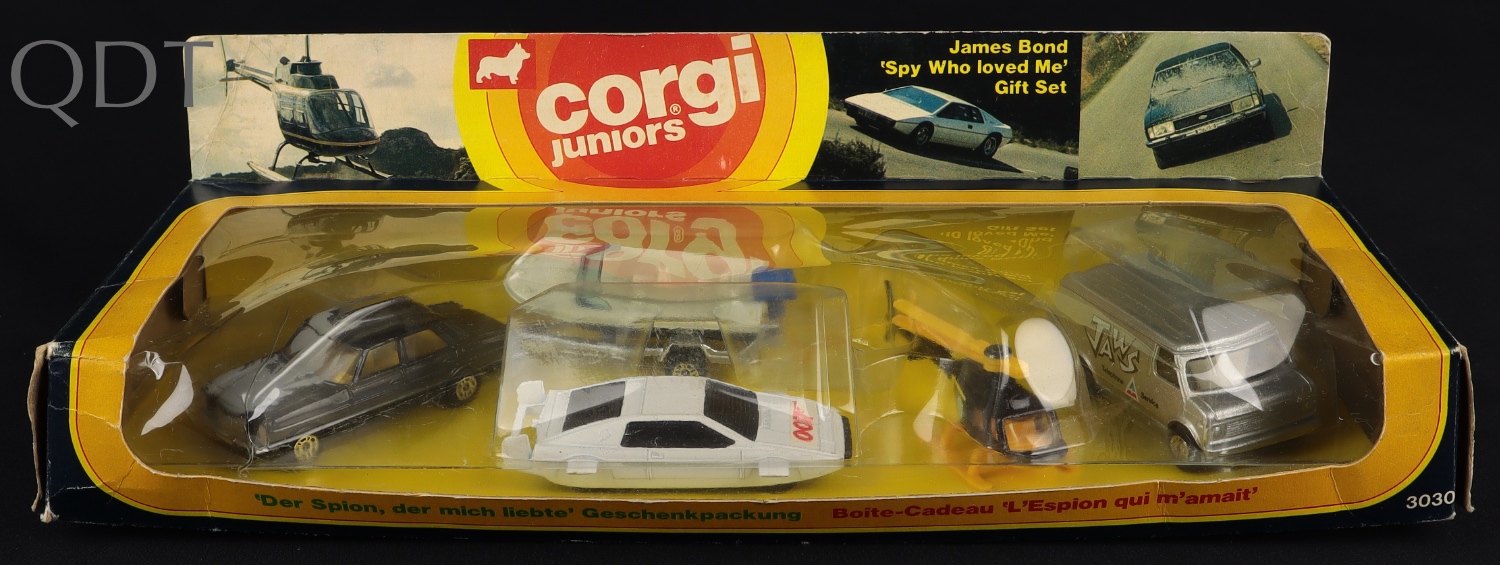 QDT
corgi®
juniors
James Bond
'Spy Who loved Me'
Gift Set
007
JAWS
'Der Spion, der mich liebte' Geschenkpackung
Boite-Cadeau 'L'Espion qui m'amait'
3030